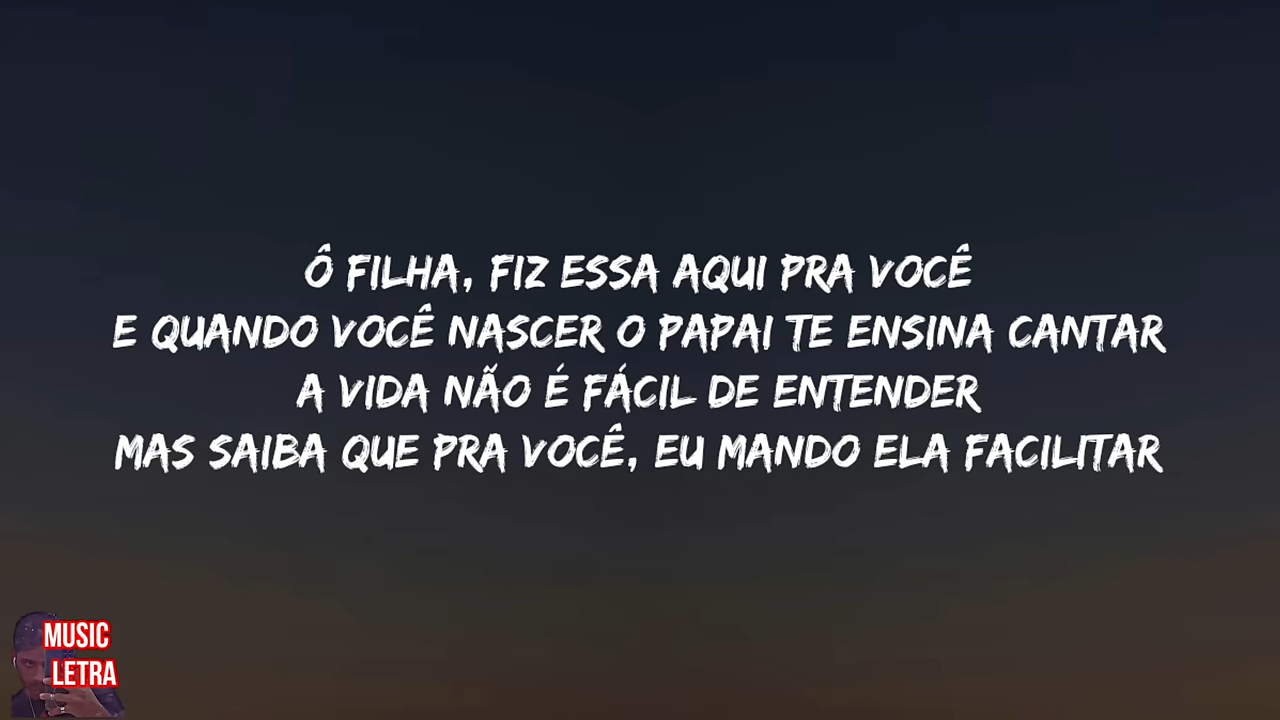 Ô FILHA, FIZ ESSA AQUI PRA VOCÊ
E QUANDO VOCÊ NASCER O PAPAI TE ENSINA CANTAR
A VIDA NÃO É FÁCIL DE ENTENDER
MAS SAIBA QUE PRA VOCÊ, EU MANDO ELA FACILITAR
MUSIC
LETRA